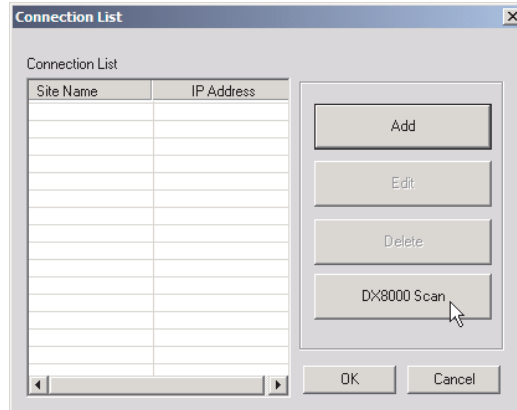 Connection List
Connection List
Site Name IP Address
Add
Edit
Delete
DX8000 Scan
OK Cancel